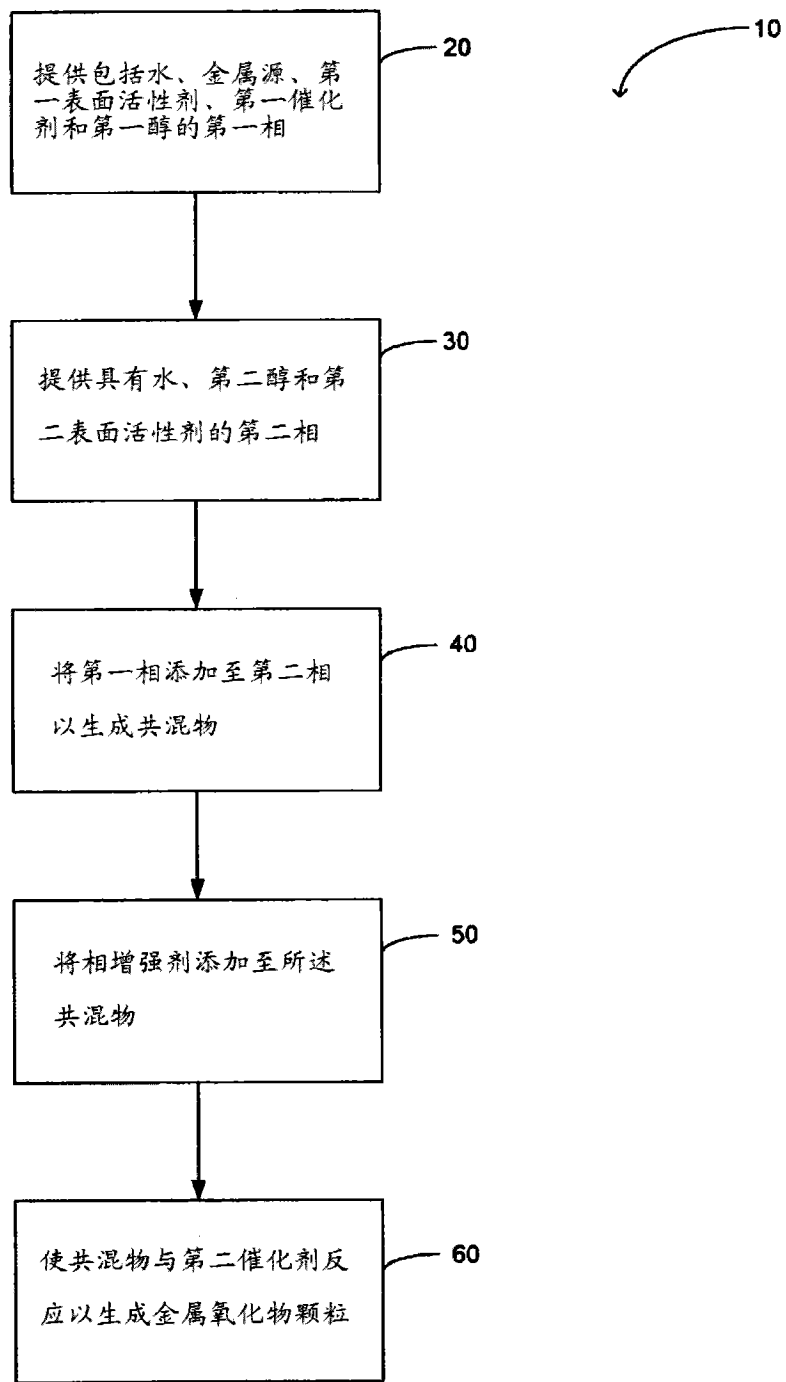 10
20
提供包括水、金属源、第
一表面活性剂、第一催化
剂和第一醇的第一相
30
提供具有水、第二醇和第
二表面活性剂的第二相
40
将第一相添加至第二相
以生成共混物
50
将相增强剂添加至所述
共混物
60
使共混物与第二催化剂反
应以生成金属氧化物颗粒